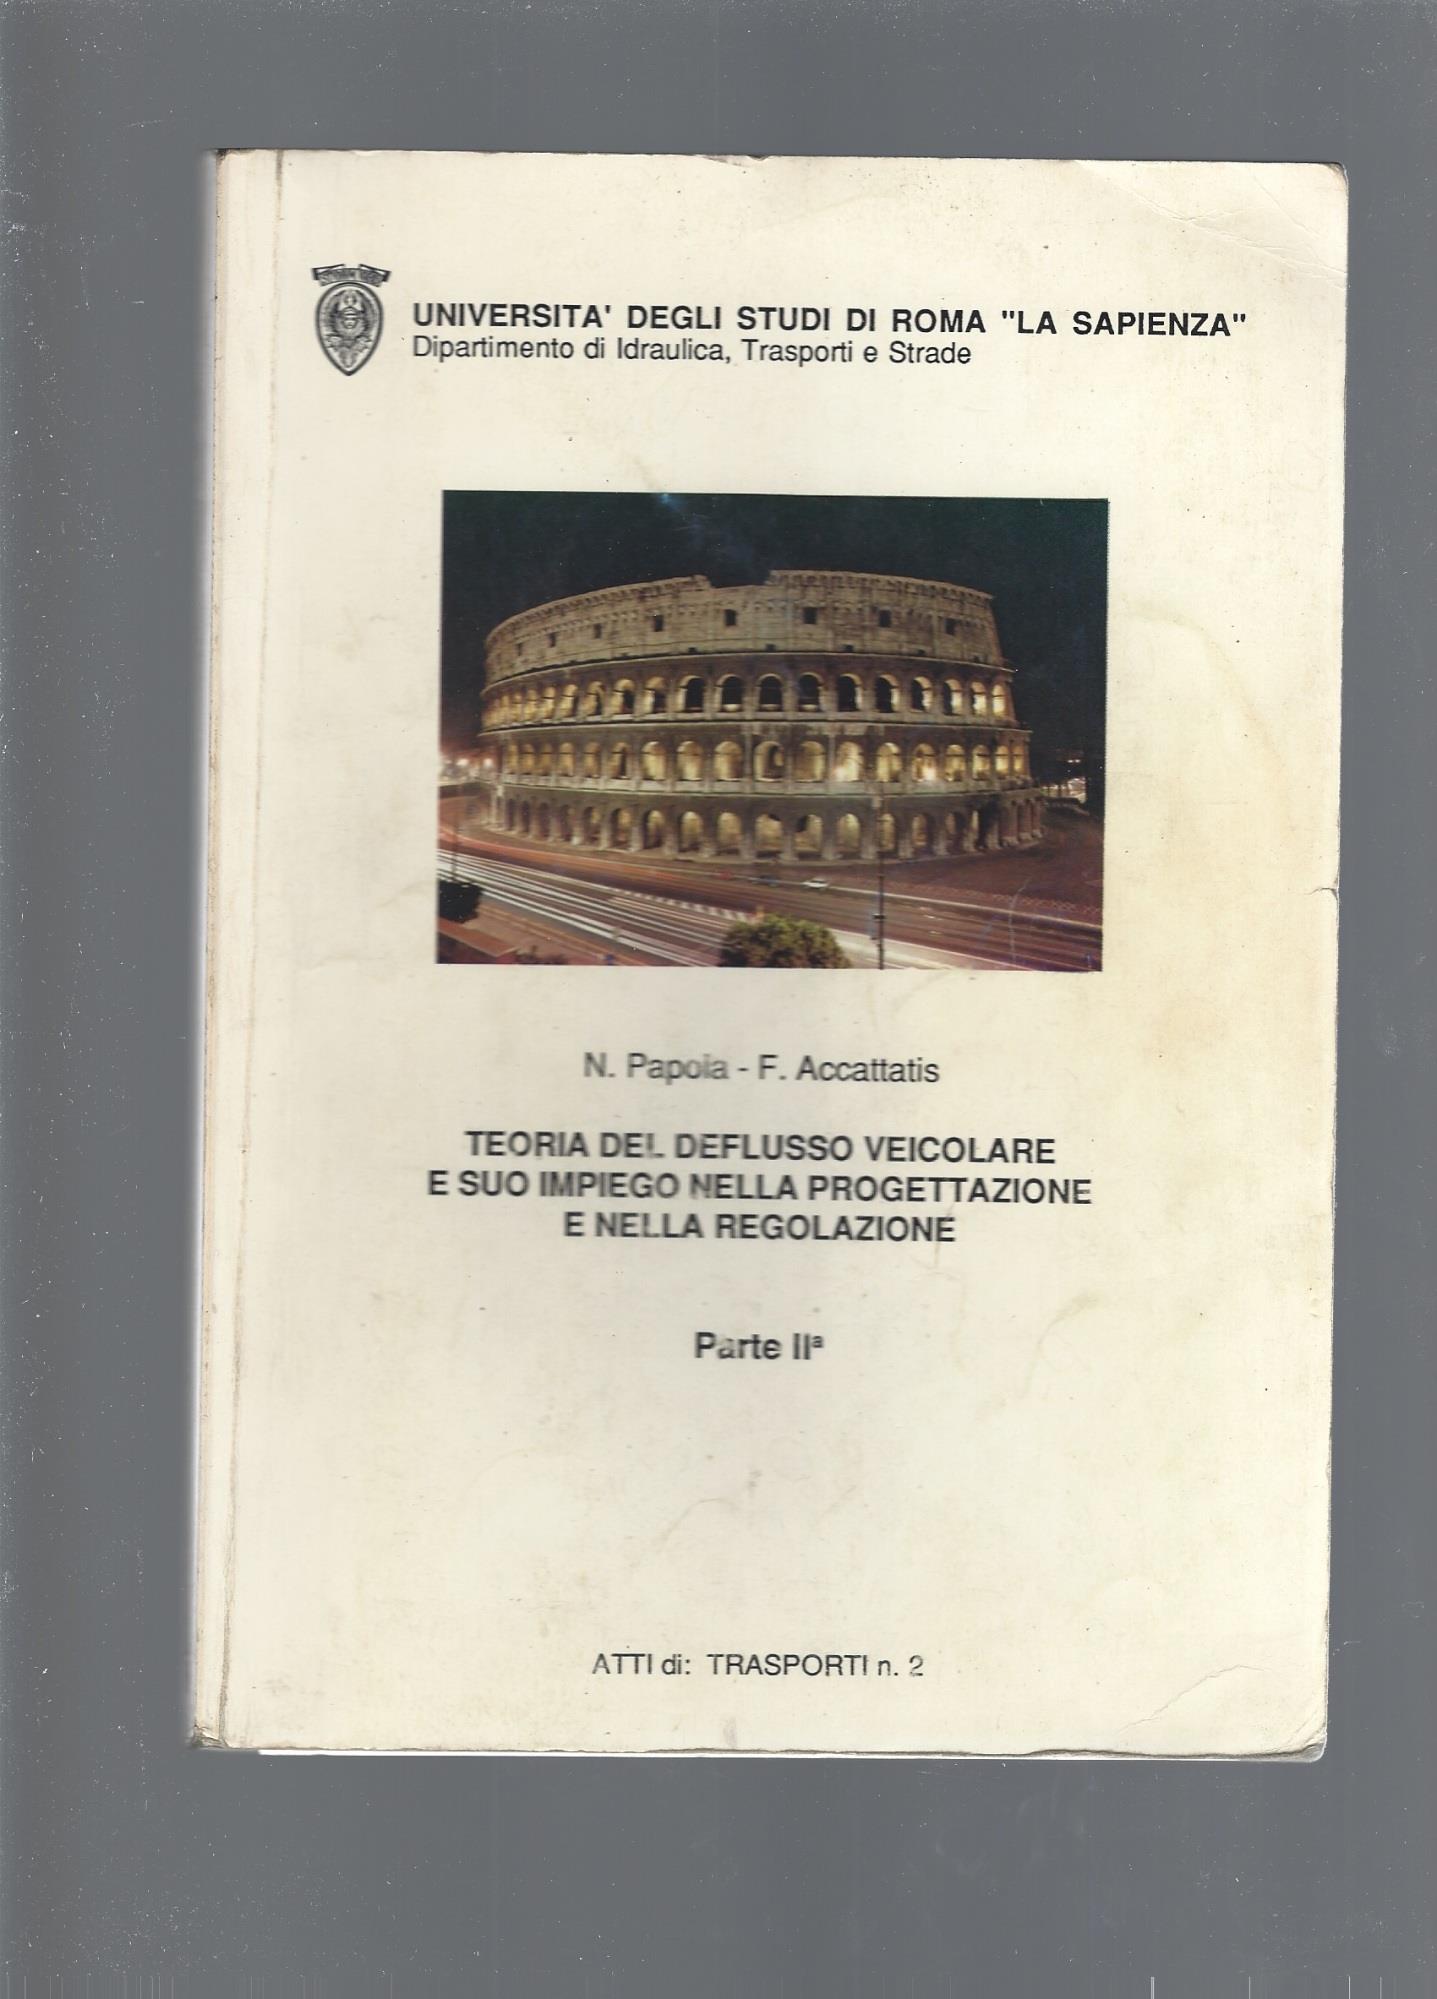 UNIVERSITA' DEGLI STUDI DI ROMA "LA SAPIENZA"
Dipartimento di Idraulica, Trasporti e Strade
N. Papola - F. Accattatis
TEORIA DEL DEFLUSSO VEICOLARE
E SUO IMPIEGO NELLA PROGETTAZIONE
E NELLA REGOLAZIONE
Parte IIª
ATTI di: TRASPORTI n. 2